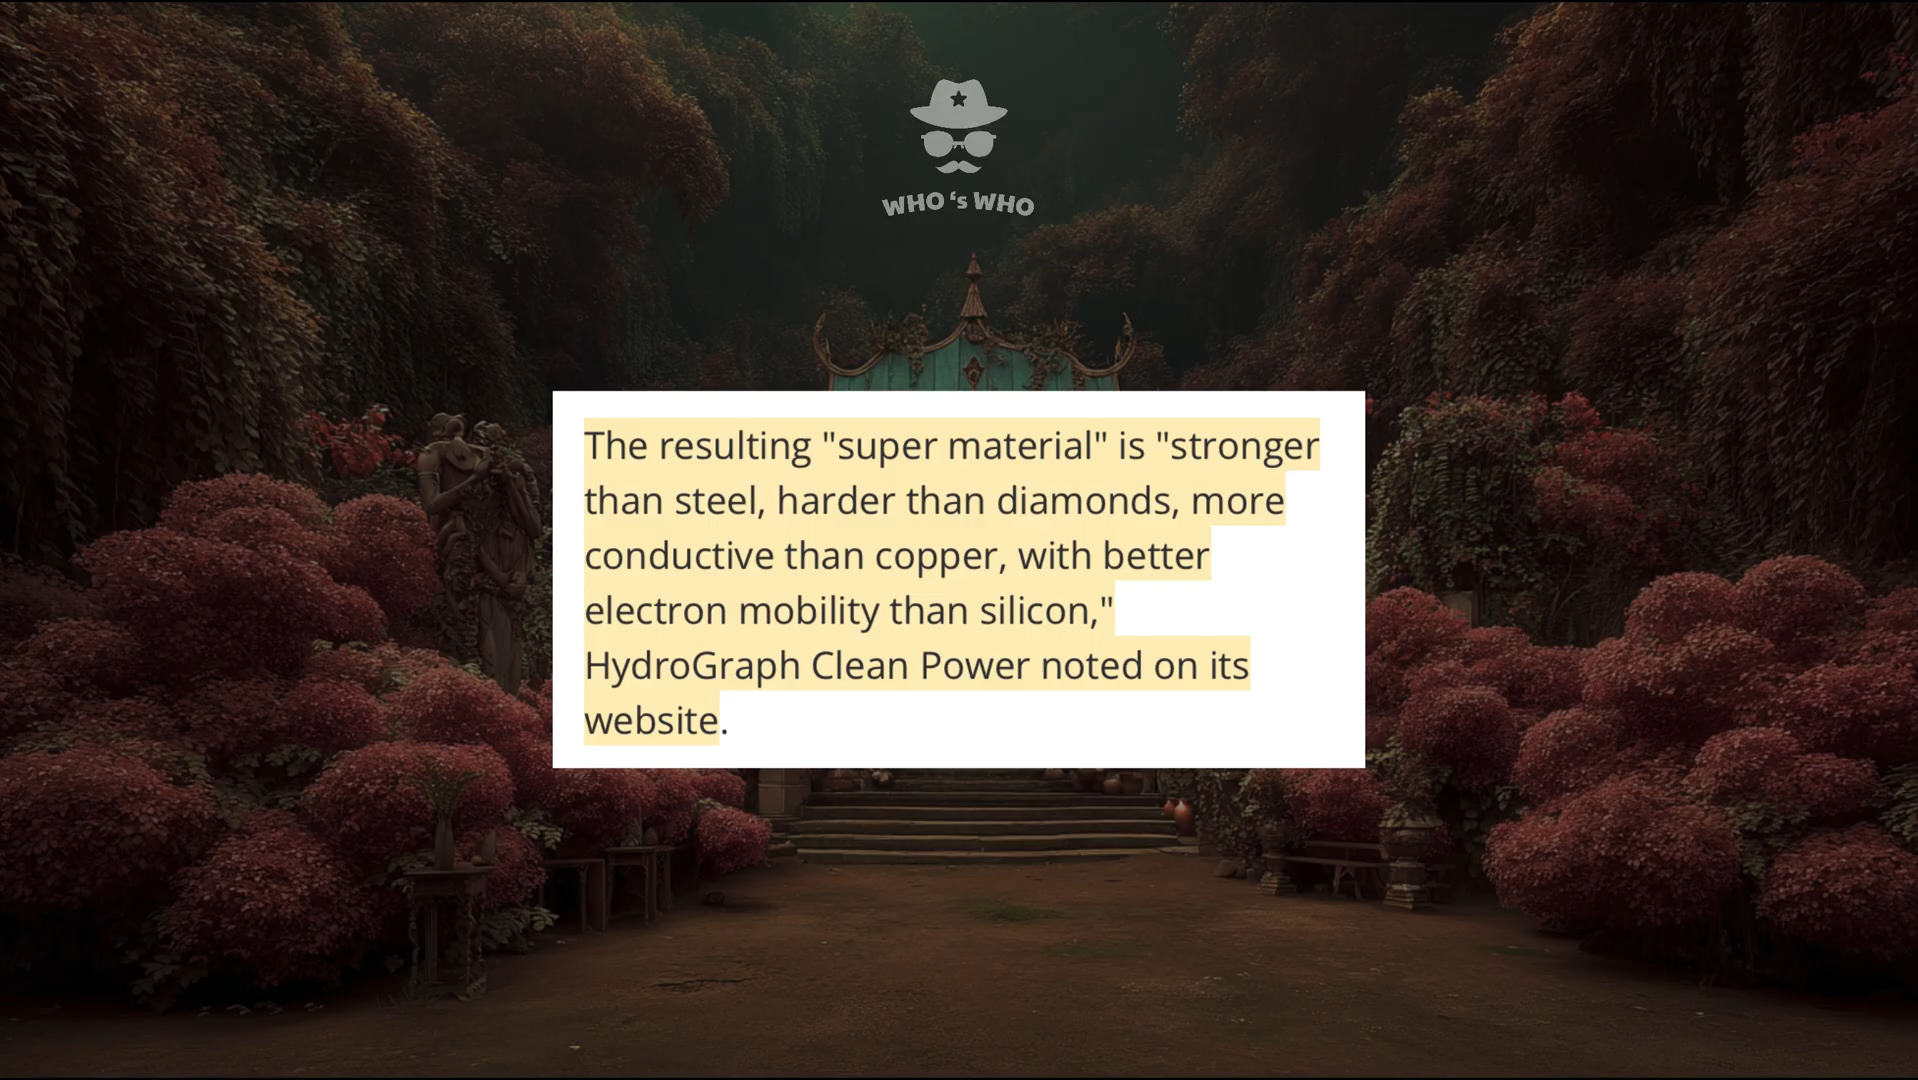 WHO 's WHO
The resulting "super material" is "stronger
than steel, harder than diamonds, more
conductive than copper, with better
electron mobility than silicon,"
HydroGraph Clean Power noted on its
website.